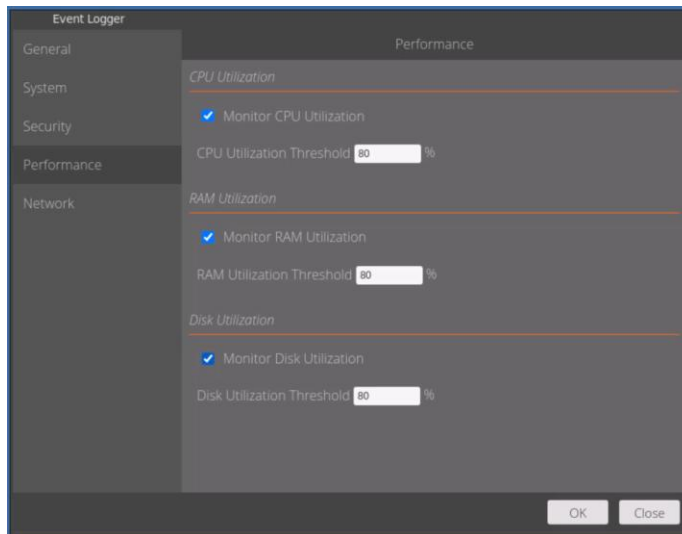 Event Logger
General
System
Security
Performance
Network
Performance
CPU Utilization
Monitor CPU Utilization
CPU Utilization Threshold 80 %
RAM Utilization
Monitor RAM Utilization
RAM Utilization Threshold 80 %
Disk Utilization
Monitor Disk Utilization
Disk Utilization Threshold 80 %
OK Close